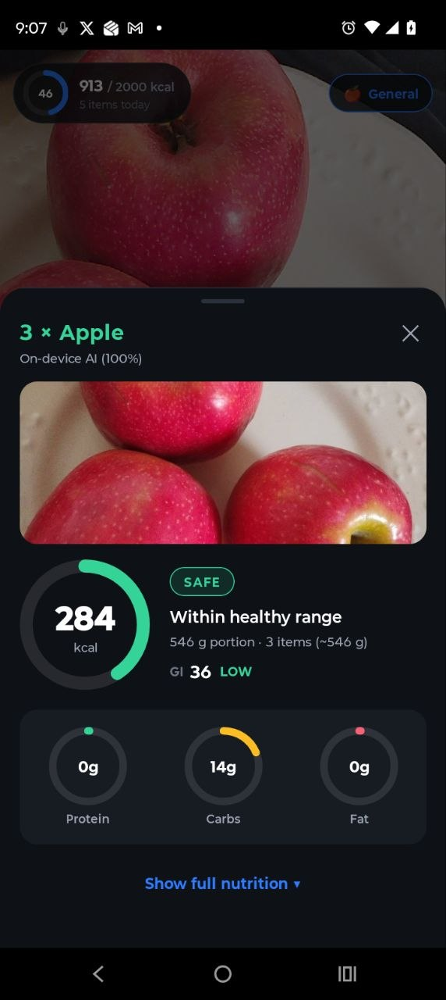 9:07
46
913 / 2000 kcal
5 items today
General
3 × Apple
On-device AI (100%)
284
kcal
SAFE
Within healthy range
546 g portion · 3 items (~546 g)
GI 36 LOW
0g
14g
0g
Protein
Carbs
Fat
Show full nutrition ▾